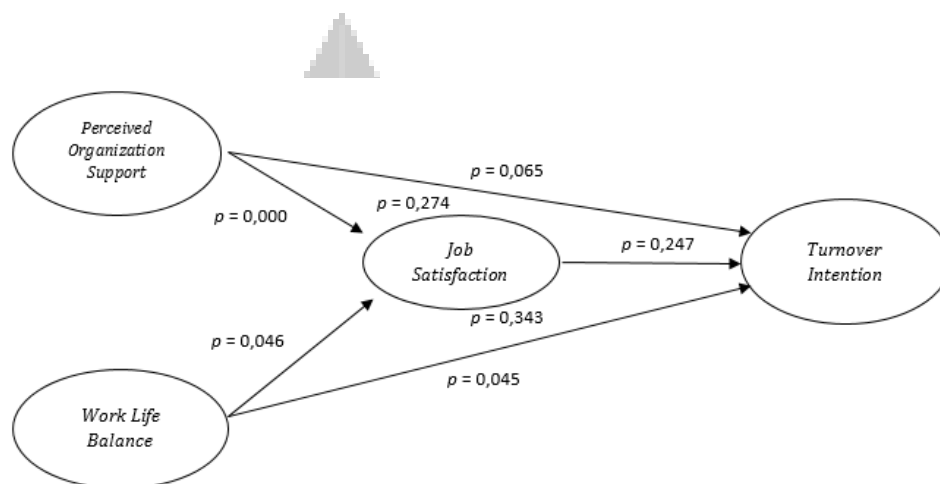 Perceived
Organization
Support
p = 0,065
p = 0,000
p = 0,274
Job
Satisfaction
p = 0,247
Turnover
Intention
p = 0,343
p = 0,046
p = 0,045
Work Life
Balance